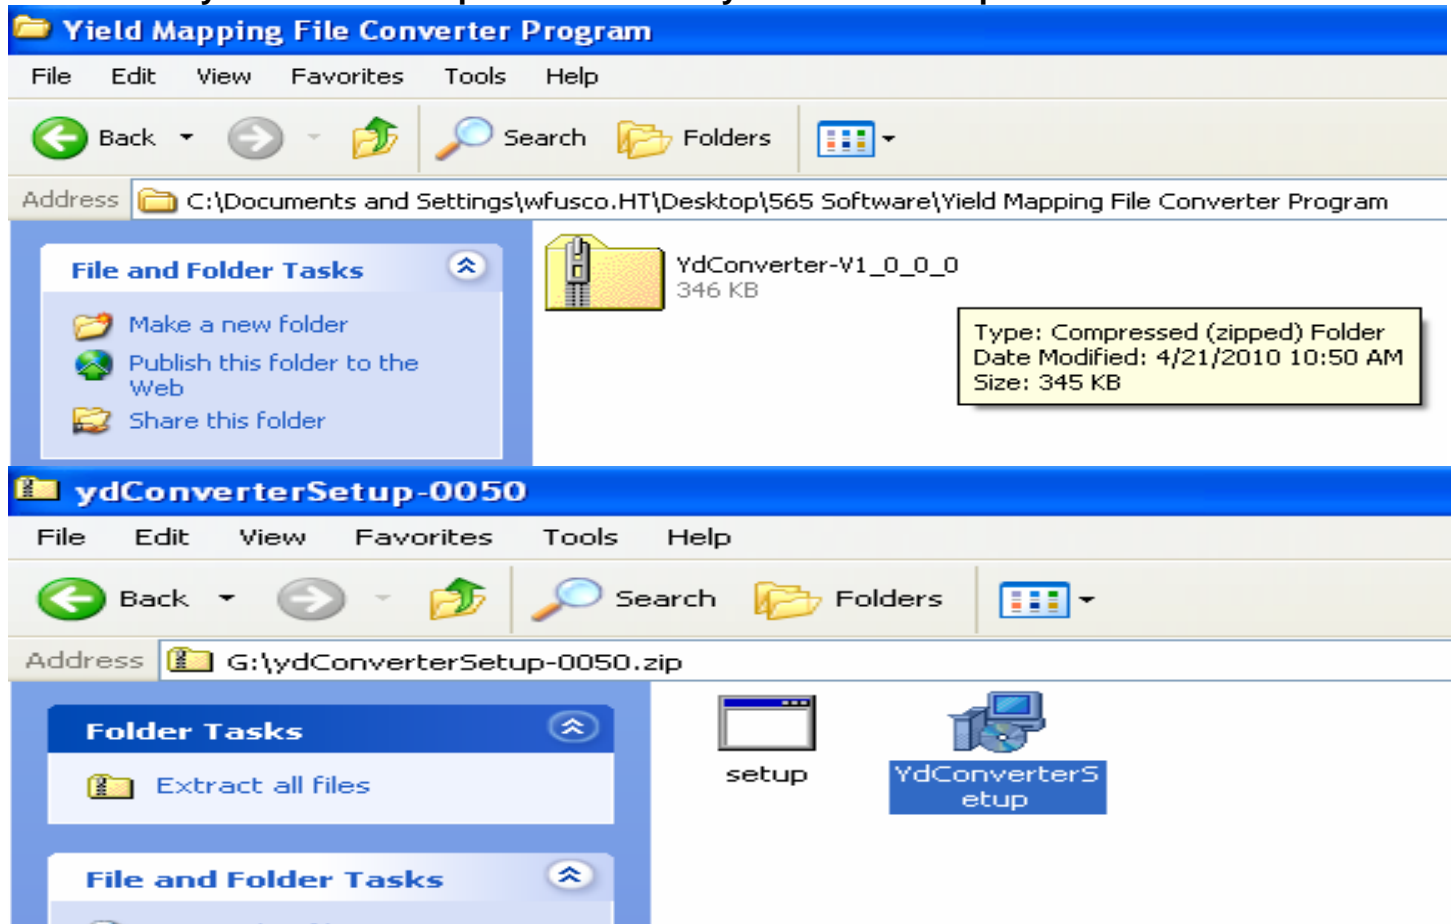 Yield Mapping File Converter Program
File Edit View Favorites Tools Help
Back Search Folders
Address C:\Documents and Settings\wfusco.HT\Desktop\565 Software\Yield Mapping File Converter Program
File and Folder Tasks
Make a new folder
Publish this folder to the
Web
Share this folder
YdConverter-V1_0_0_0
346 KB
Type: Compressed (zipped) Folder
Date Modified: 4/21/2010 10:50 AM
Size: 345 KB
ydConverterSetup-0050
File Edit View Favorites Tools Help
Back Search Folders
Address G:\ydConverterSetup-0050.zip
Folder Tasks
Extract all files
File and Folder Tasks
setup
YdConverterS
etup